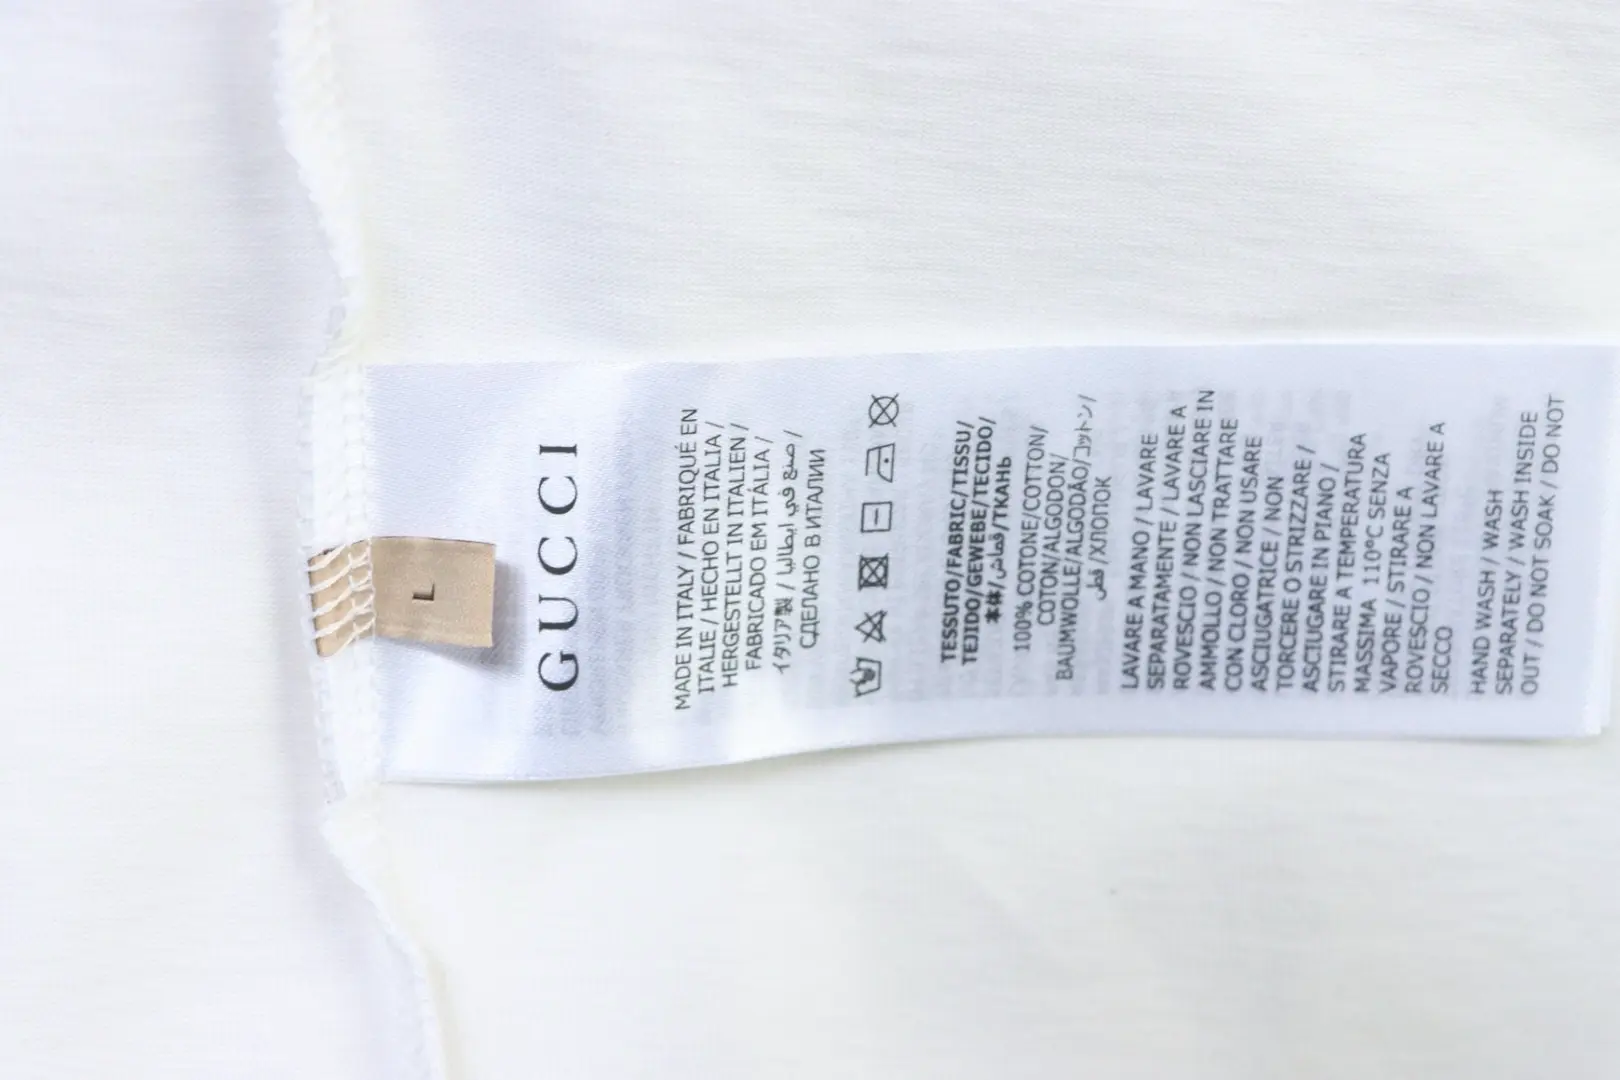 L
GUCCI
MADE IN ITALY / FABRIQUÉ EN
ITALIE / HECHO EN ITALIA /
HERGESTELLT IN ITALIEN /
FABRICADO EM ITÁLIA /
イタリア製 / صنع في إيطاليا /
СДЕЛАНО В ИТАЛИИ
TESSUTO/FABRIC/TISSU/
TEJIDO/GEWEBE/TECIDO/
本体/قماش/ТКАНЬ
100% COTONE/COTTON/
COTON/ALGODON/
BAUMWOLLE/ALGODÃO/コットン/
قطن/ХЛОПОК
LAVARE A MANO / LAVARE
SEPARATAMENTE / LAVARE A
ROVESCIO / NON LASCIARE IN
AMMOLLO / NON TRATTARE
CON CLORO / NON USARE
ASCIUGATRICE / NON
TORCERE O STRIZZARE /
ASCIUGARE IN PIANO /
STIRARE A TEMPERATURA
MASSIMA 110°C SENZA
VAPORE / STIRARE A
ROVESCIO / NON LAVARE A
SECCO
HAND WASH / WASH
SEPARATELY / WASH INSIDE
OUT / DO NOT SOAK / DO NOT